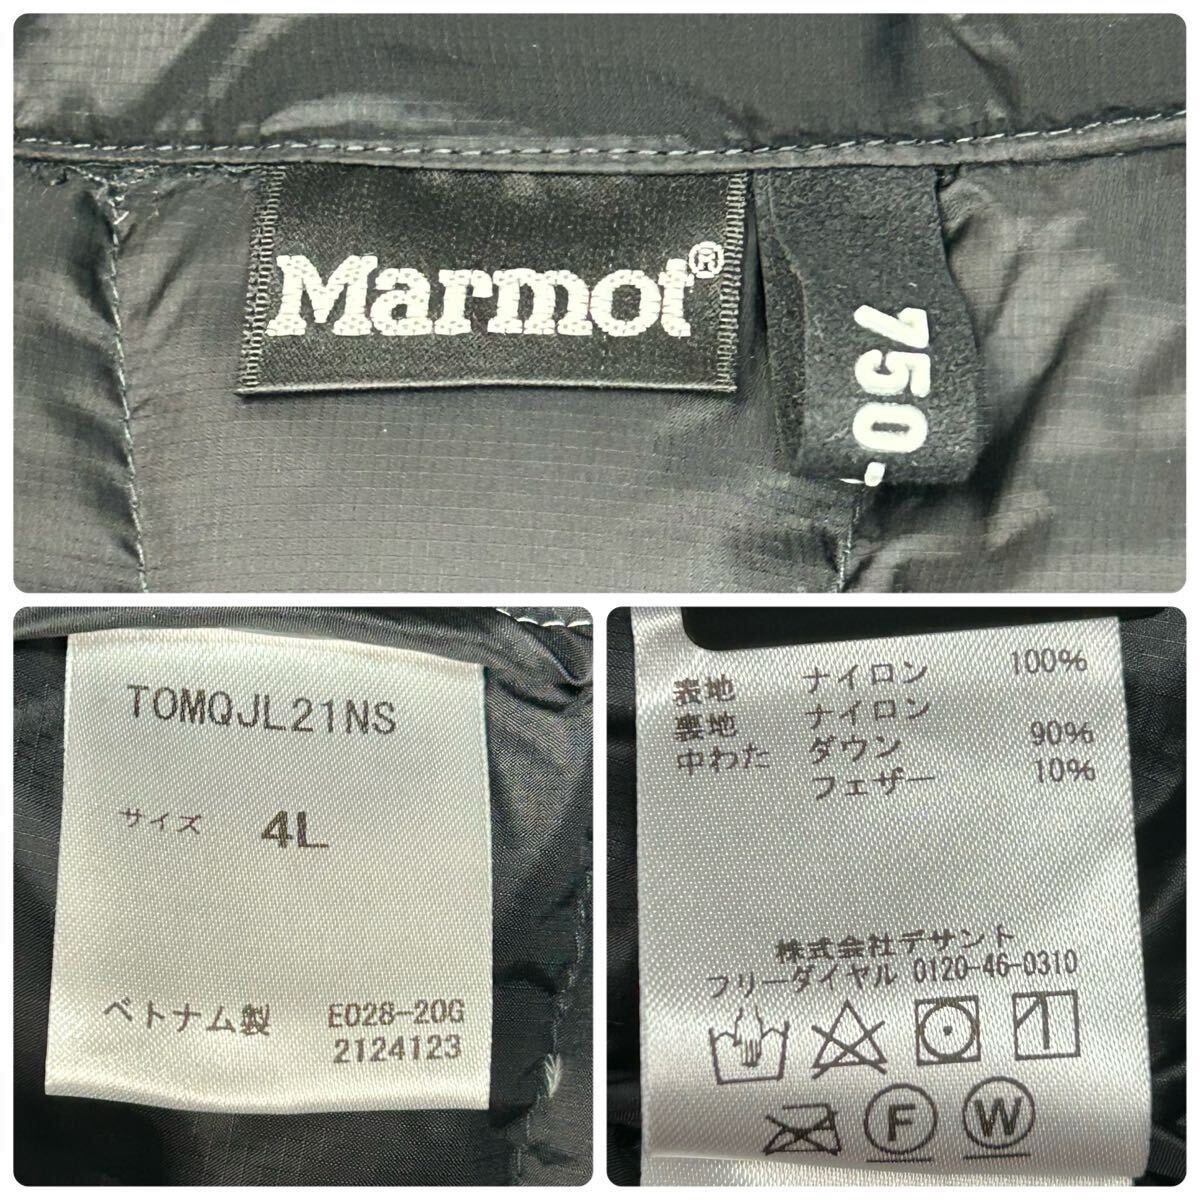 Marmot®
750+
TOMQJL21NS
サイズ 4L
ベトナム製 E028-20G
2124123
表地 ナイロン 100%
裏地 ナイロン
中わた ダウン 90%
フェザー 10%
株式会社デサント
フリーダイヤル 0120-46-0310
F W